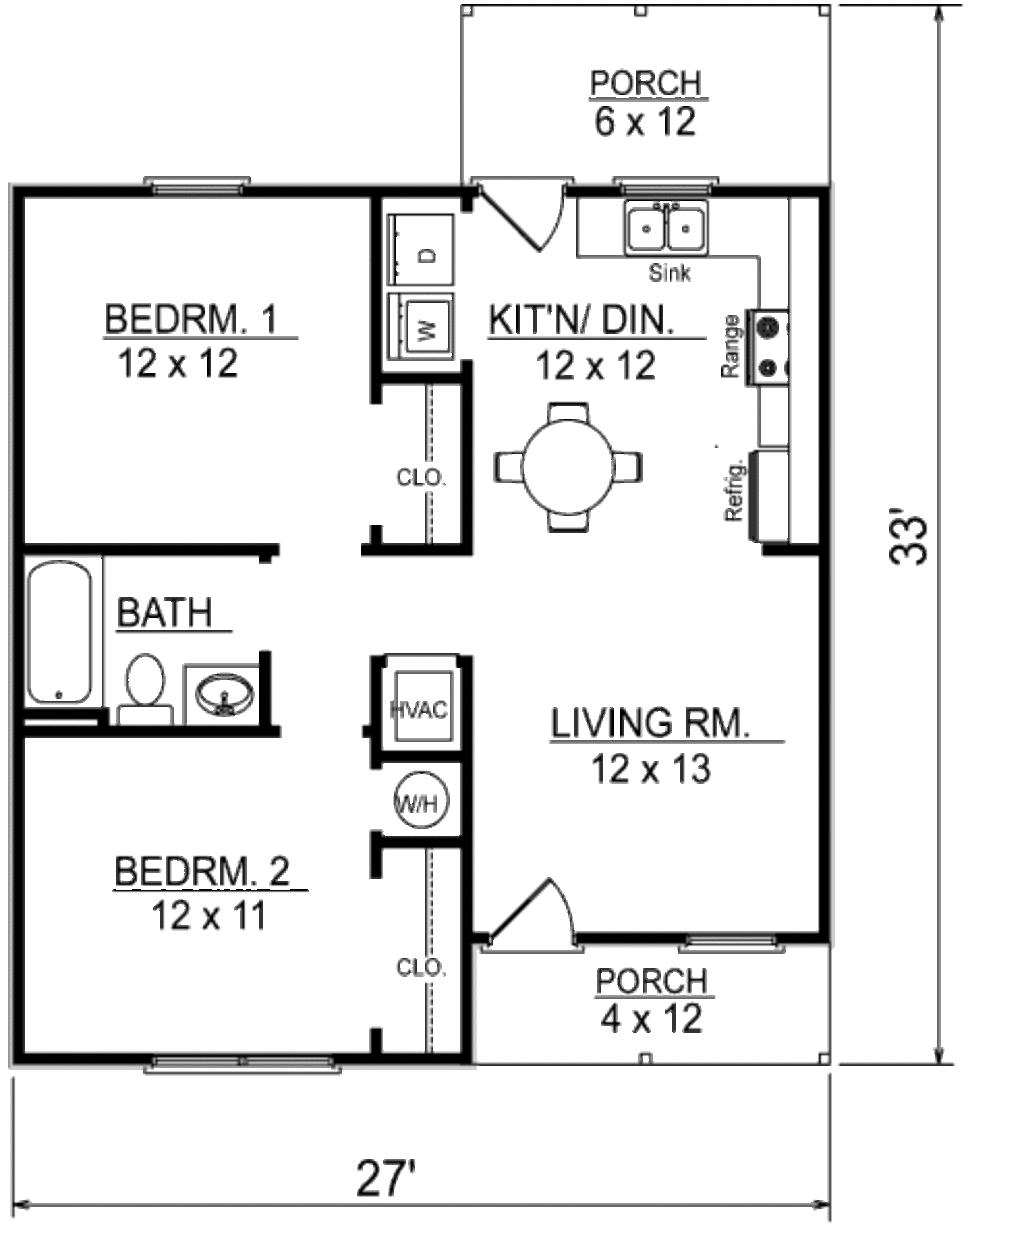 PORCH
6 x 12
D
W
BEDRM. 1
12 x 12
KIT'N/ DIN.
12 x 12
Sink
Range
Refrig.
CLO.
33'
BATH
HVAC
LIVING RM.
12 x 13
W/H
BEDRM. 2
12 x 11
CLO.
PORCH
4 x 12
27'